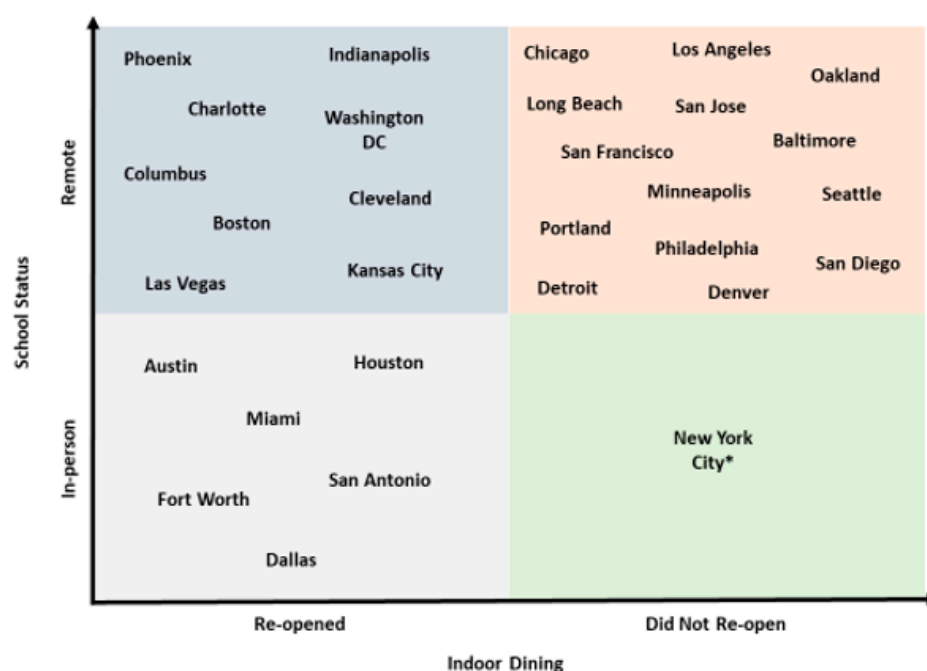 School Status
Remote
In-person
Phoenix
Indianapolis
Charlotte
Washington
DC
Columbus
Cleveland
Boston
Kansas City
Las Vegas
Chicago
Los Angeles
Oakland
Long Beach
San Jose
Baltimore
San Francisco
Minneapolis
Seattle
Portland
Philadelphia
San Diego
Detroit
Denver
Austin
Houston
Miami
San Antonio
Fort Worth
Dallas
New York
City*
Re-opened
Did Not Re-open
Indoor Dining